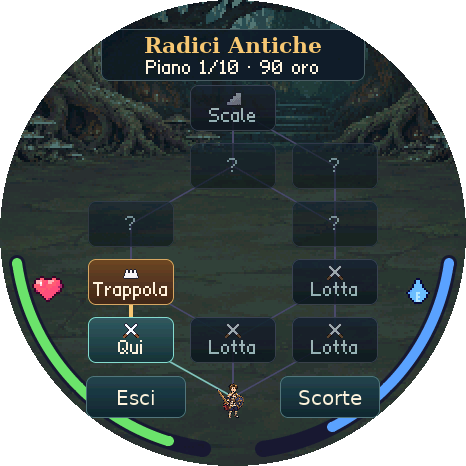 Radici Antiche
Piano 1/10 · 90 oro
Scale
? ?
? ?
Trappola Lotta
Qui Lotta Lotta
Esci Scorte